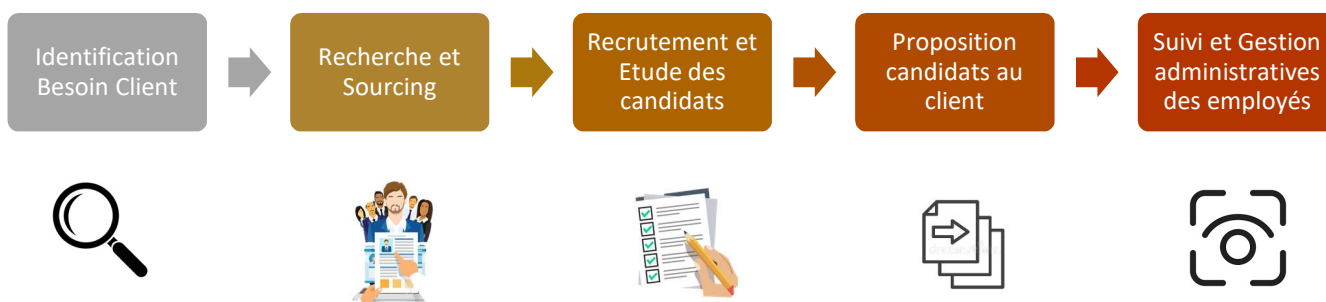 Identification
Besoin Client
Recherche et
Sourcing
Recrutement et
Etude des
candidats
Proposition
candidats au
client
Suivi et Gestion
administratives
des employés